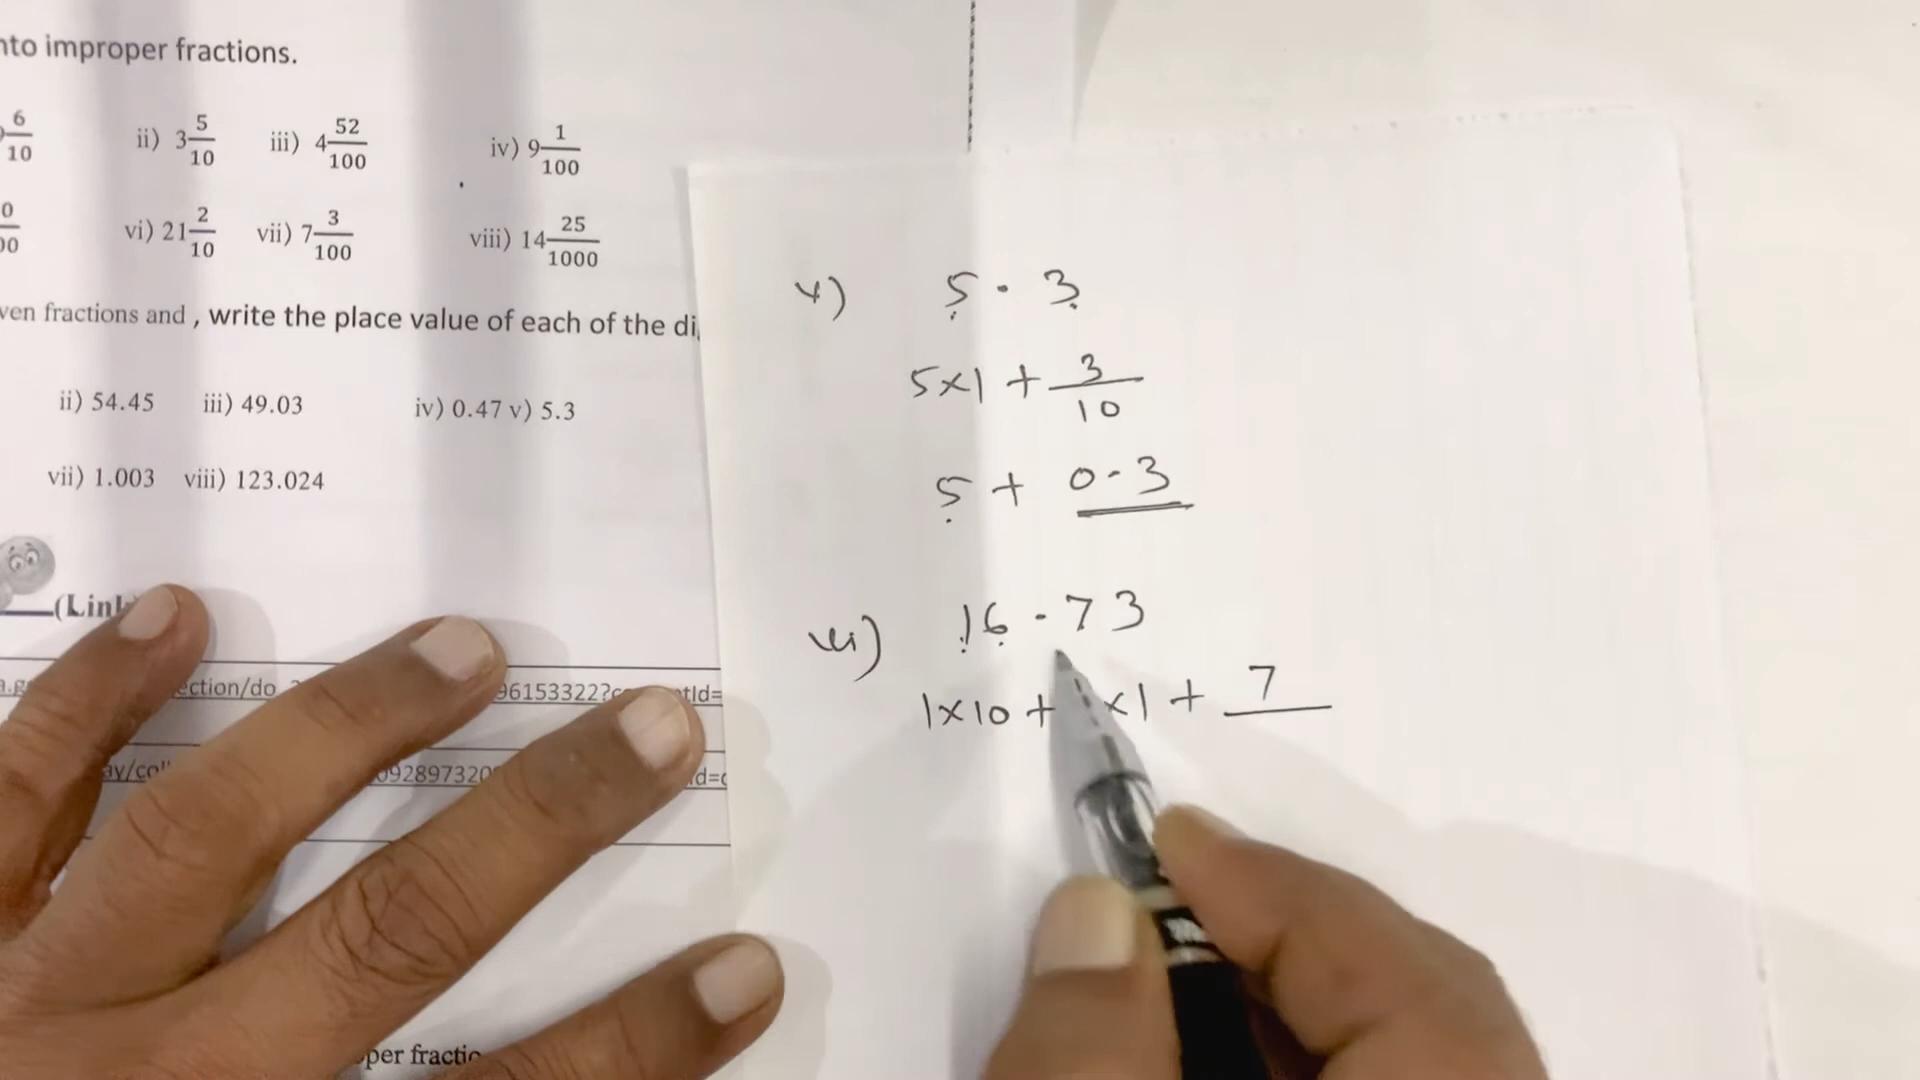 into improper fractions.
6/10 ii) 3 5/10 iii) 4 52/100 iv) 9 1/100
vi) 21 2/10 vii) 7 3/100 viii) 14 25/1000
ven fractions and , write the place value of each of the di
ii) 54.45 iii) 49.03 iv) 0.47 v) 5.3
vii) 1.003 viii) 123.024
(Link
ection/do 96153322?c tId=
ay/col 092897320 d=d
per fractio
v) 5.3
5×1 + 3/10
5 + 0.3
vi) 16.73
1×10 + ×1 + 7